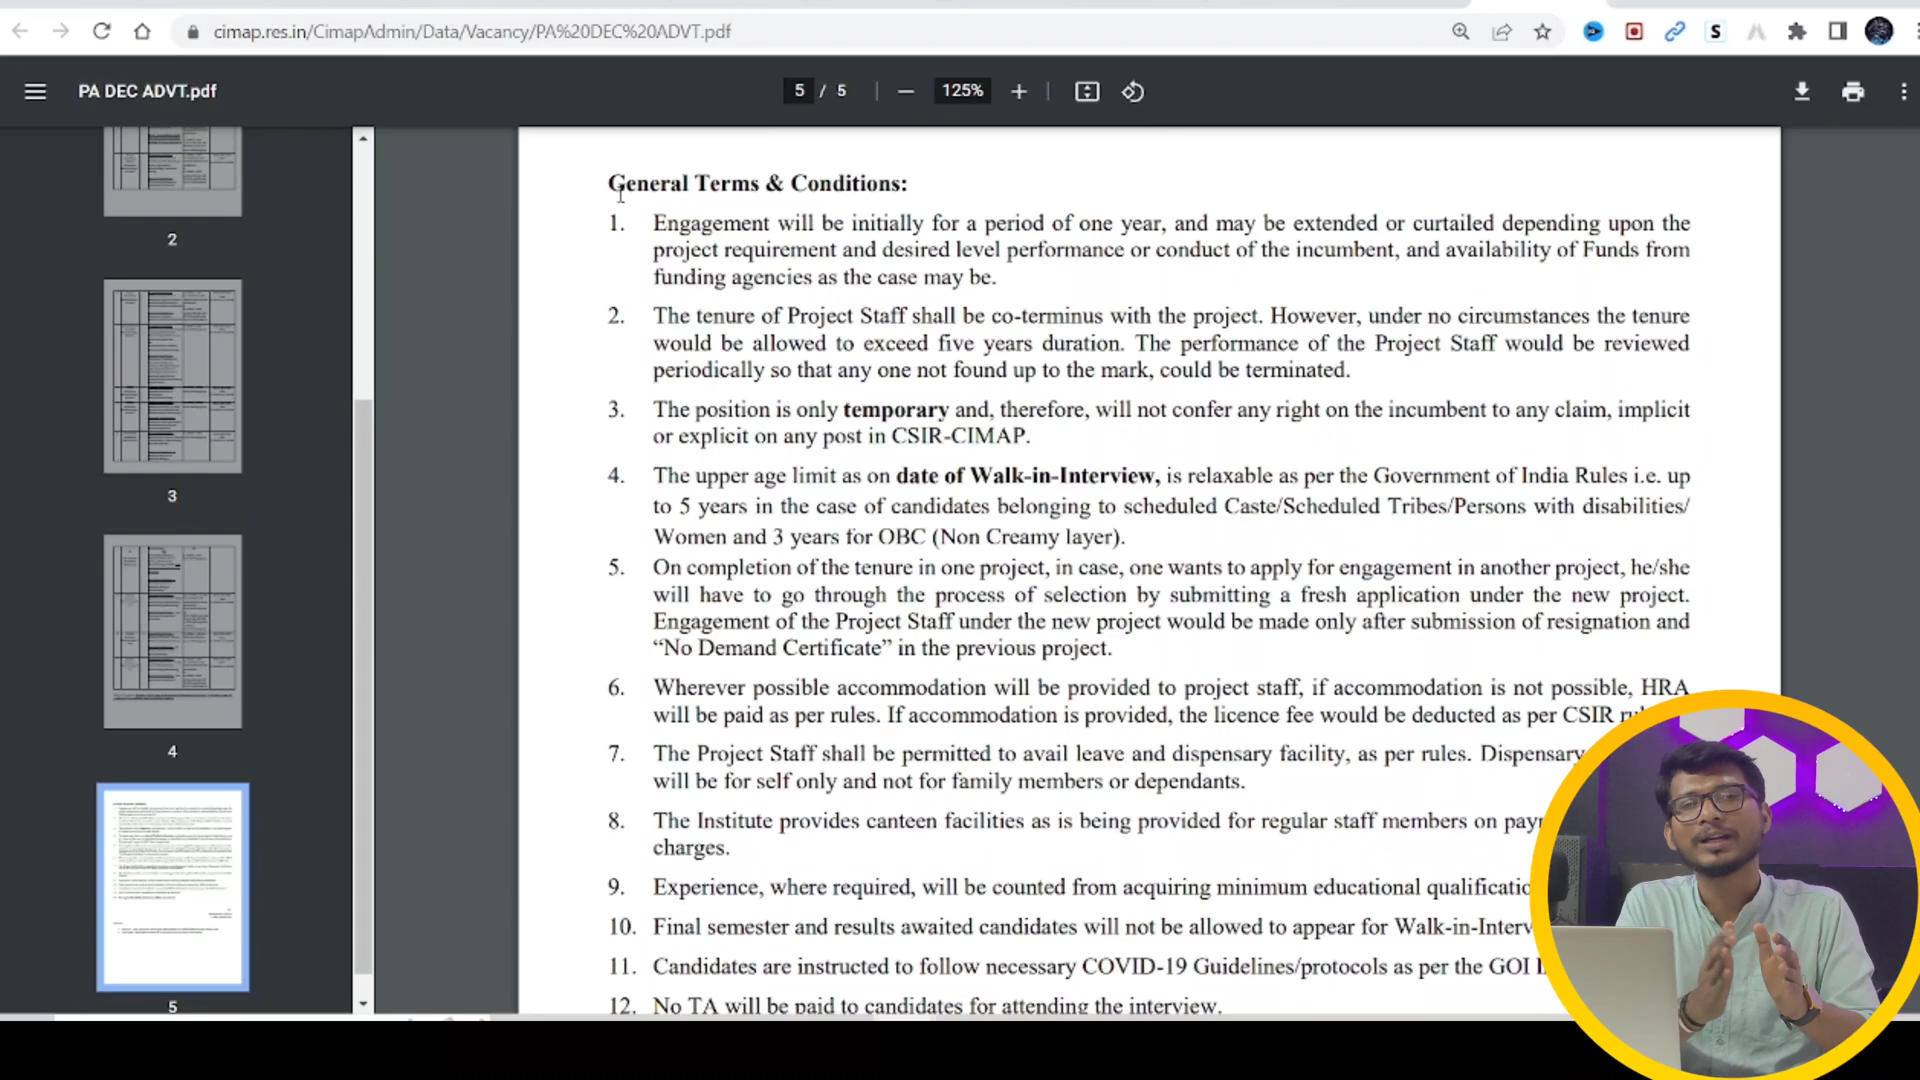 cimap.res.in/CimapAdmin/Data/Vacancy/PA%20DEC%20ADVT.pdf
S
PA DEC ADVT.pdf
5 / 5
125%
2
3
4
5
General Terms & Conditions:
1. Engagement will be initially for a period of one year, and may be extended or curtailed depending upon the
project requirement and desired level performance or conduct of the incumbent, and availability of Funds from
funding agencies as the case may be.
2. The tenure of Project Staff shall be co-terminus with the project. However, under no circumstances the tenure
would be allowed to exceed five years duration. The performance of the Project Staff would be reviewed
periodically so that any one not found up to the mark, could be terminated.
3. The position is only temporary and, therefore, will not confer any right on the incumbent to any claim, implicit
or explicit on any post in CSIR-CIMAP.
4. The upper age limit as on date of Walk-in-Interview, is relaxable as per the Government of India Rules i.e. up
to 5 years in the case of candidates belonging to scheduled Caste/Scheduled Tribes/Persons with disabilities/
Women and 3 years for OBC (Non Creamy layer).
5. On completion of the tenure in one project, in case, one wants to apply for engagement in another project, he/she
will have to go through the process of selection by submitting a fresh application under the new project.
Engagement of the Project Staff under the new project would be made only after submission of resignation and
“No Demand Certificate” in the previous project.
6. Wherever possible accommodation will be provided to project staff, if accommodation is not possible, HRA
will be paid as per rules. If accommodation is provided, the licence fee would be deducted as per CSIR
7. The Project Staff shall be permitted to avail leave and dispensary facility, as per rules. Dispensary
will be for self only and not for family members or dependants.
8. The Institute provides canteen facilities as is being provided for regular staff members on
charges.
9. Experience, where required, will be counted from acquiring minimum educational
10. Final semester and results awaited candidates will not be allowed to appear for
11. Candidates are instructed to follow necessary COVID-19 Guidelines/protocols as per the GOI
12. No TA will be paid to candidates for attending the interview.